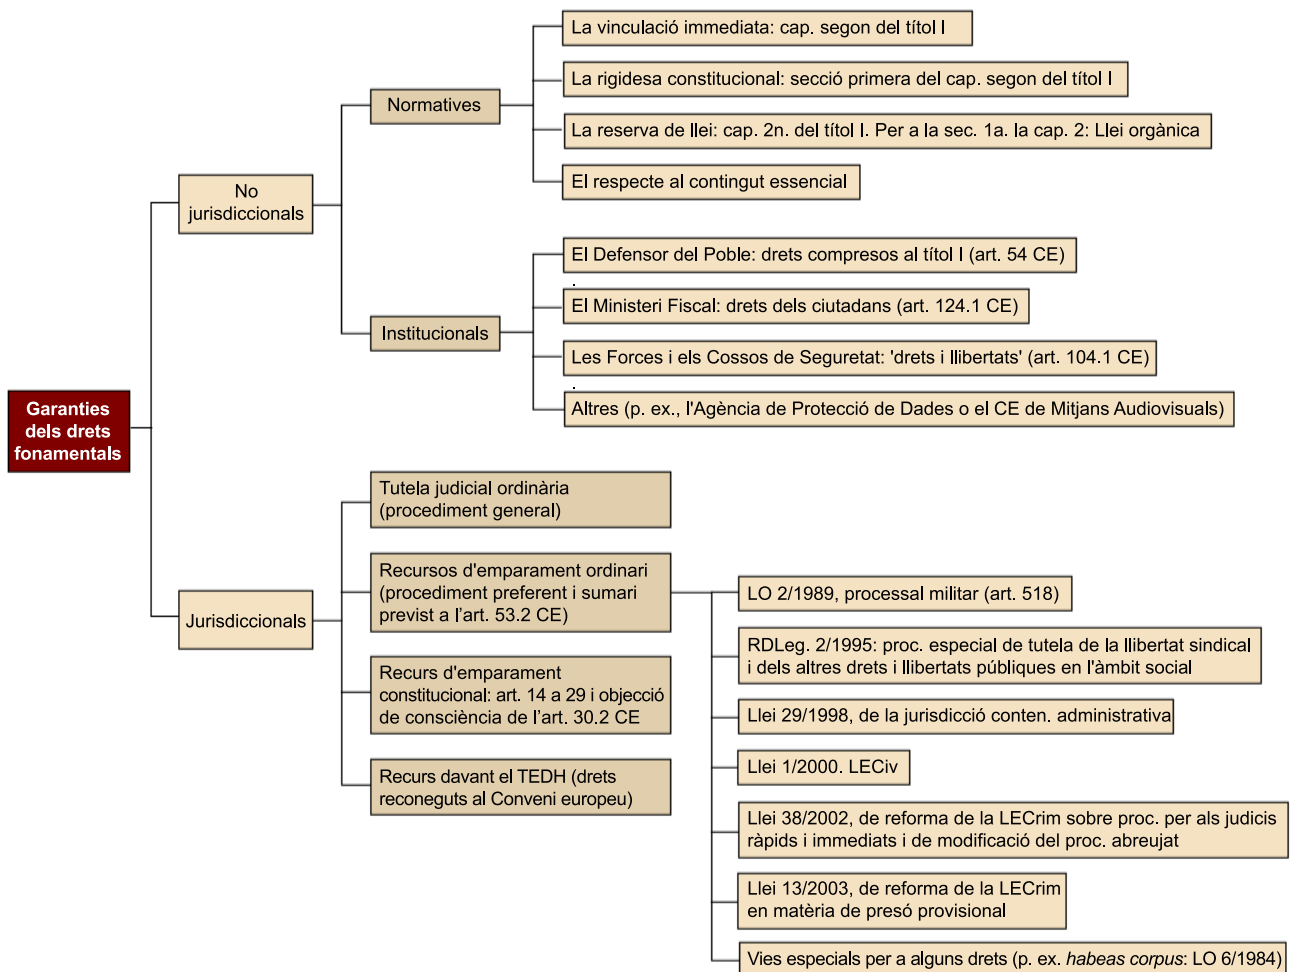 Garanties
dels drets
fonamentals
No
jurisdiccionals
Normatives
La vinculació immediata: cap. segon del títol I
La rigidesa constitucional: secció primera del cap. segon del títol I
La reserva de llei: cap. 2n. del títol I. Per a la sec. 1a. la cap. 2: Llei orgànica
El respecte al contingut essencial
Institucionals
El Defensor del Poble: drets compresos al títol I (art. 54 CE)
.
El Ministeri Fiscal: drets dels ciutadans (art. 124.1 CE)
Les Forces i els Cossos de Seguretat: 'drets i llibertats' (art. 104.1 CE)
.
Altres (p. ex., l'Agència de Protecció de Dades o el CE de Mitjans Audiovisuals)
Jurisdiccionals
Tutela judicial ordinària
(procediment general)
Recursos d'emparament ordinari
(procediment preferent i sumari
previst a l’art. 53.2 CE)
Recurs d'emparament
constitucional: art. 14 a 29 i objecció
de consciència de l’art. 30.2 CE
Recurs davant el TEDH (drets
reconeguts al Conveni europeu)
LO 2/1989, processal militar (art. 518)
RDLeg. 2/1995: proc. especial de tutela de la llibertat sindical
i dels altres drets i llibertats públiques en l'àmbit social
Llei 29/1998, de la jurisdicció conten. administrativa
Llei 1/2000. LECiv
Llei 38/2002, de reforma de la LECrim sobre proc. per als judicis
ràpids i immediats i de modificació del proc. abreujat
Llei 13/2003, de reforma de la LECrim
en matèria de presó provisional
Vies especials per a alguns drets (p. ex. habeas corpus: LO 6/1984)